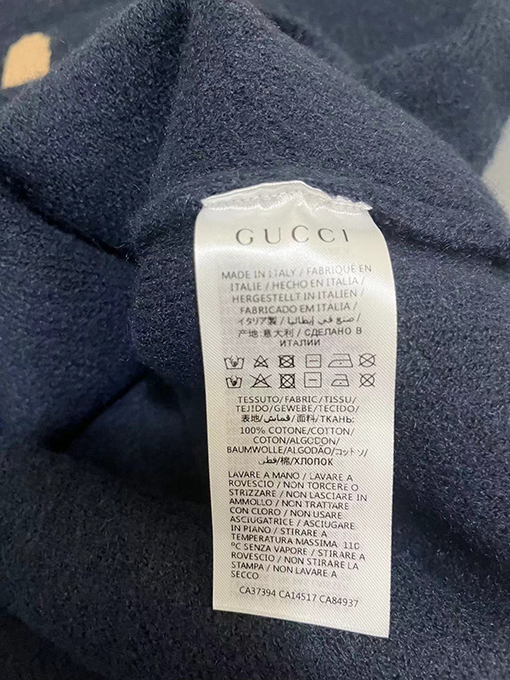 GUCCI
MADE IN ITALY / FABRIQUÉ EN
ITALIE / HECHO EN ITALIA /
HERGESTELLT IN ITALIEN /
FABRICADO EM ITALIA /
イタリア製 / صنع في إيطاليا /
产地:意大利 / СДЕЛАНО В
ИТАЛИИ
TESSUTO/FABRIC/TISSU/
TEJIDO/GEWEBE/TECIDO/
表地/قماش/面料/ТКАНЬ:
100% COTONE/COTTON/
COTON/ALGODON/
BAUMWOLLE/ALGODÃO/コットン/
قطن/棉/ХЛОПОК
LAVARE A MANO / LAVARE A
ROVESCIO / NON TORCERE O
STRIZZARE / NON LASCIARE IN
AMMOLLO / NON TRATTARE
CON CLORO / NON USARE
ASCIUGATRICE / ASCIUGARE
IN PIANO / STIRARE A
TEMPERATURA MASSIMA 110
°C SENZA VAPORE / STIRARE A
ROVESCIO / NON STIRARE LA
STAMPA / NON LAVARE A
SECCO
CA37394 CA14517 CA84937